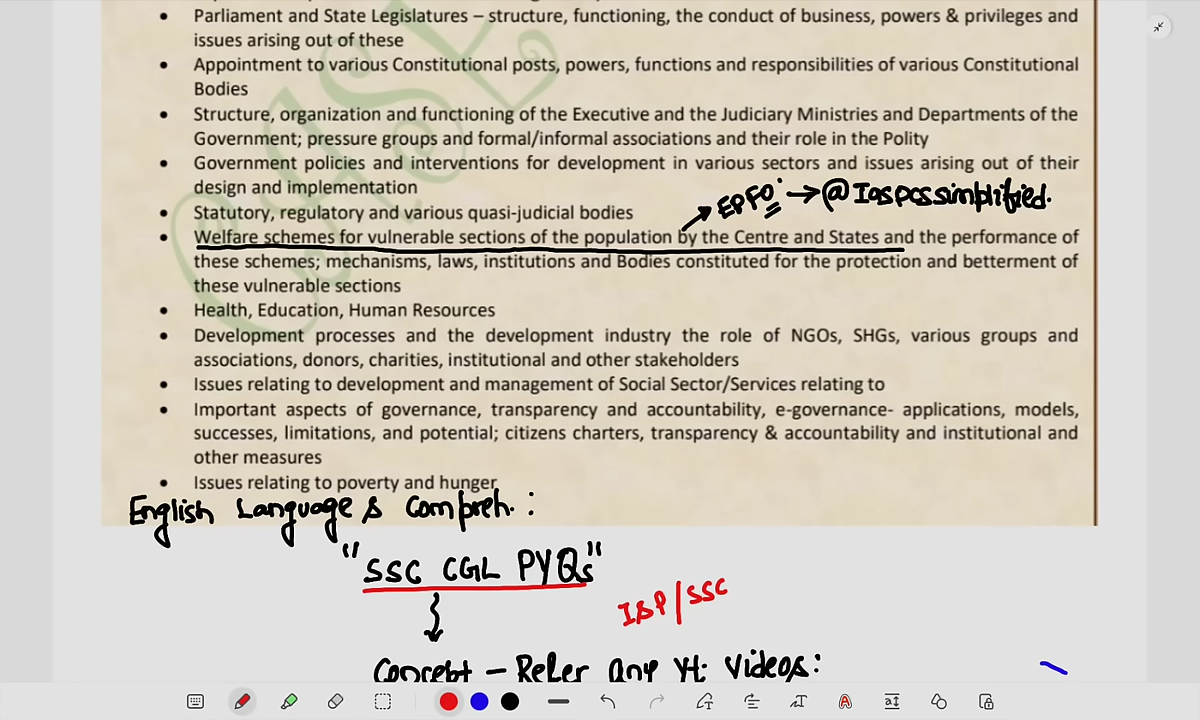 Parliament and State Legislatures – structure, functioning, the conduct of business, powers & privileges and
issues arising out of these
Appointment to various Constitutional posts, powers, functions and responsibilities of various Constitutional
Bodies
Structure, organization and functioning of the Executive and the Judiciary Ministries and Departments of the
Government; pressure groups and formal/informal associations and their role in the Polity
Government policies and interventions for development in various sectors and issues arising out of their
design and implementation
EPFO → @Iaspcssimplified.
Statutory, regulatory and various quasi-judicial bodies
Welfare schemes for vulnerable sections of the population by the Centre and States and the performance of
these schemes; mechanisms, laws, institutions and Bodies constituted for the protection and betterment of
these vulnerable sections
Health, Education, Human Resources
Development processes and the development industry the role of NGOs, SHGs, various groups and
associations, donors, charities, institutional and other stakeholders
Issues relating to development and management of Social Sector/Services relating to
Important aspects of governance, transparency and accountability, e-governance- applications, models,
successes, limitations, and potential; citizens charters, transparency & accountability and institutional and
other measures
Issues relating to poverty and hunger
English Language & Compreh. :
"SSC CGL PYQs"
ISP/SSC
Concept – Refer any Yt. Videos: